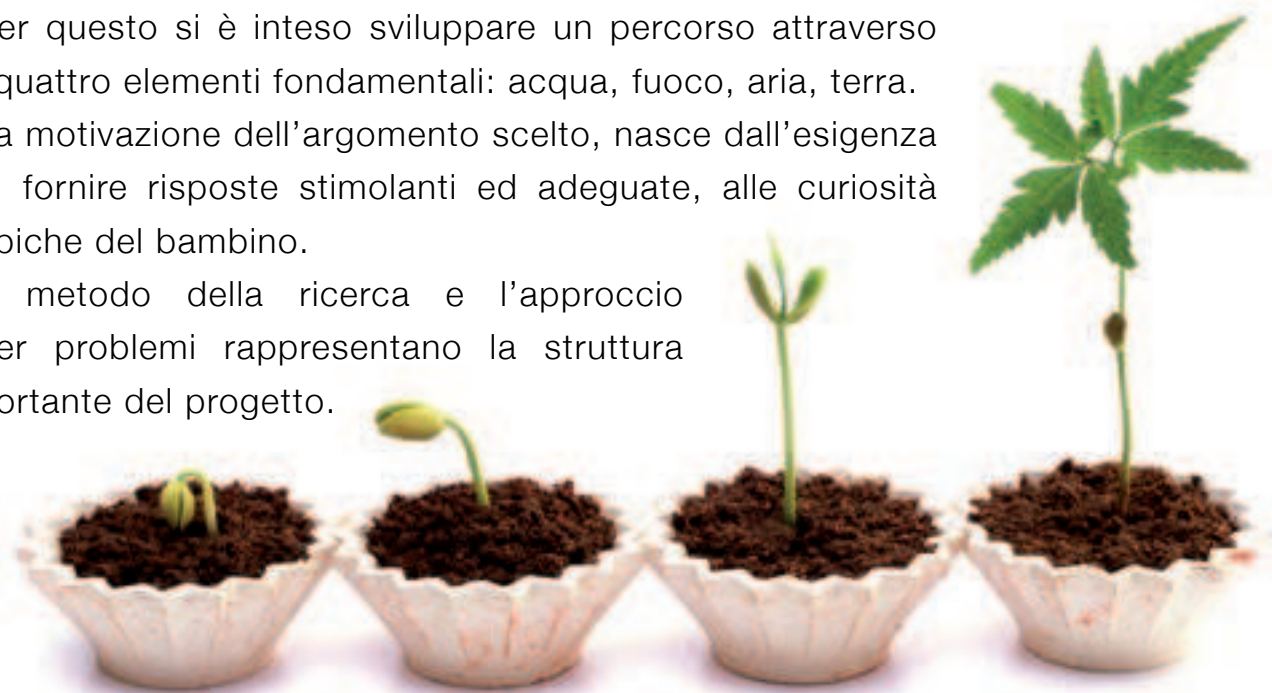 er questo si è inteso sviluppare un percorso attraverso
quattro elementi fondamentali: acqua, fuoco, aria, terra.
a motivazione dell’argomento scelto, nasce dall’esigenza
fornire risposte stimolanti ed adeguate, alle curiosità
piche del bambino.
metodo della ricerca e l’approccio
er problemi rappresentano la struttura
ortante del progetto.